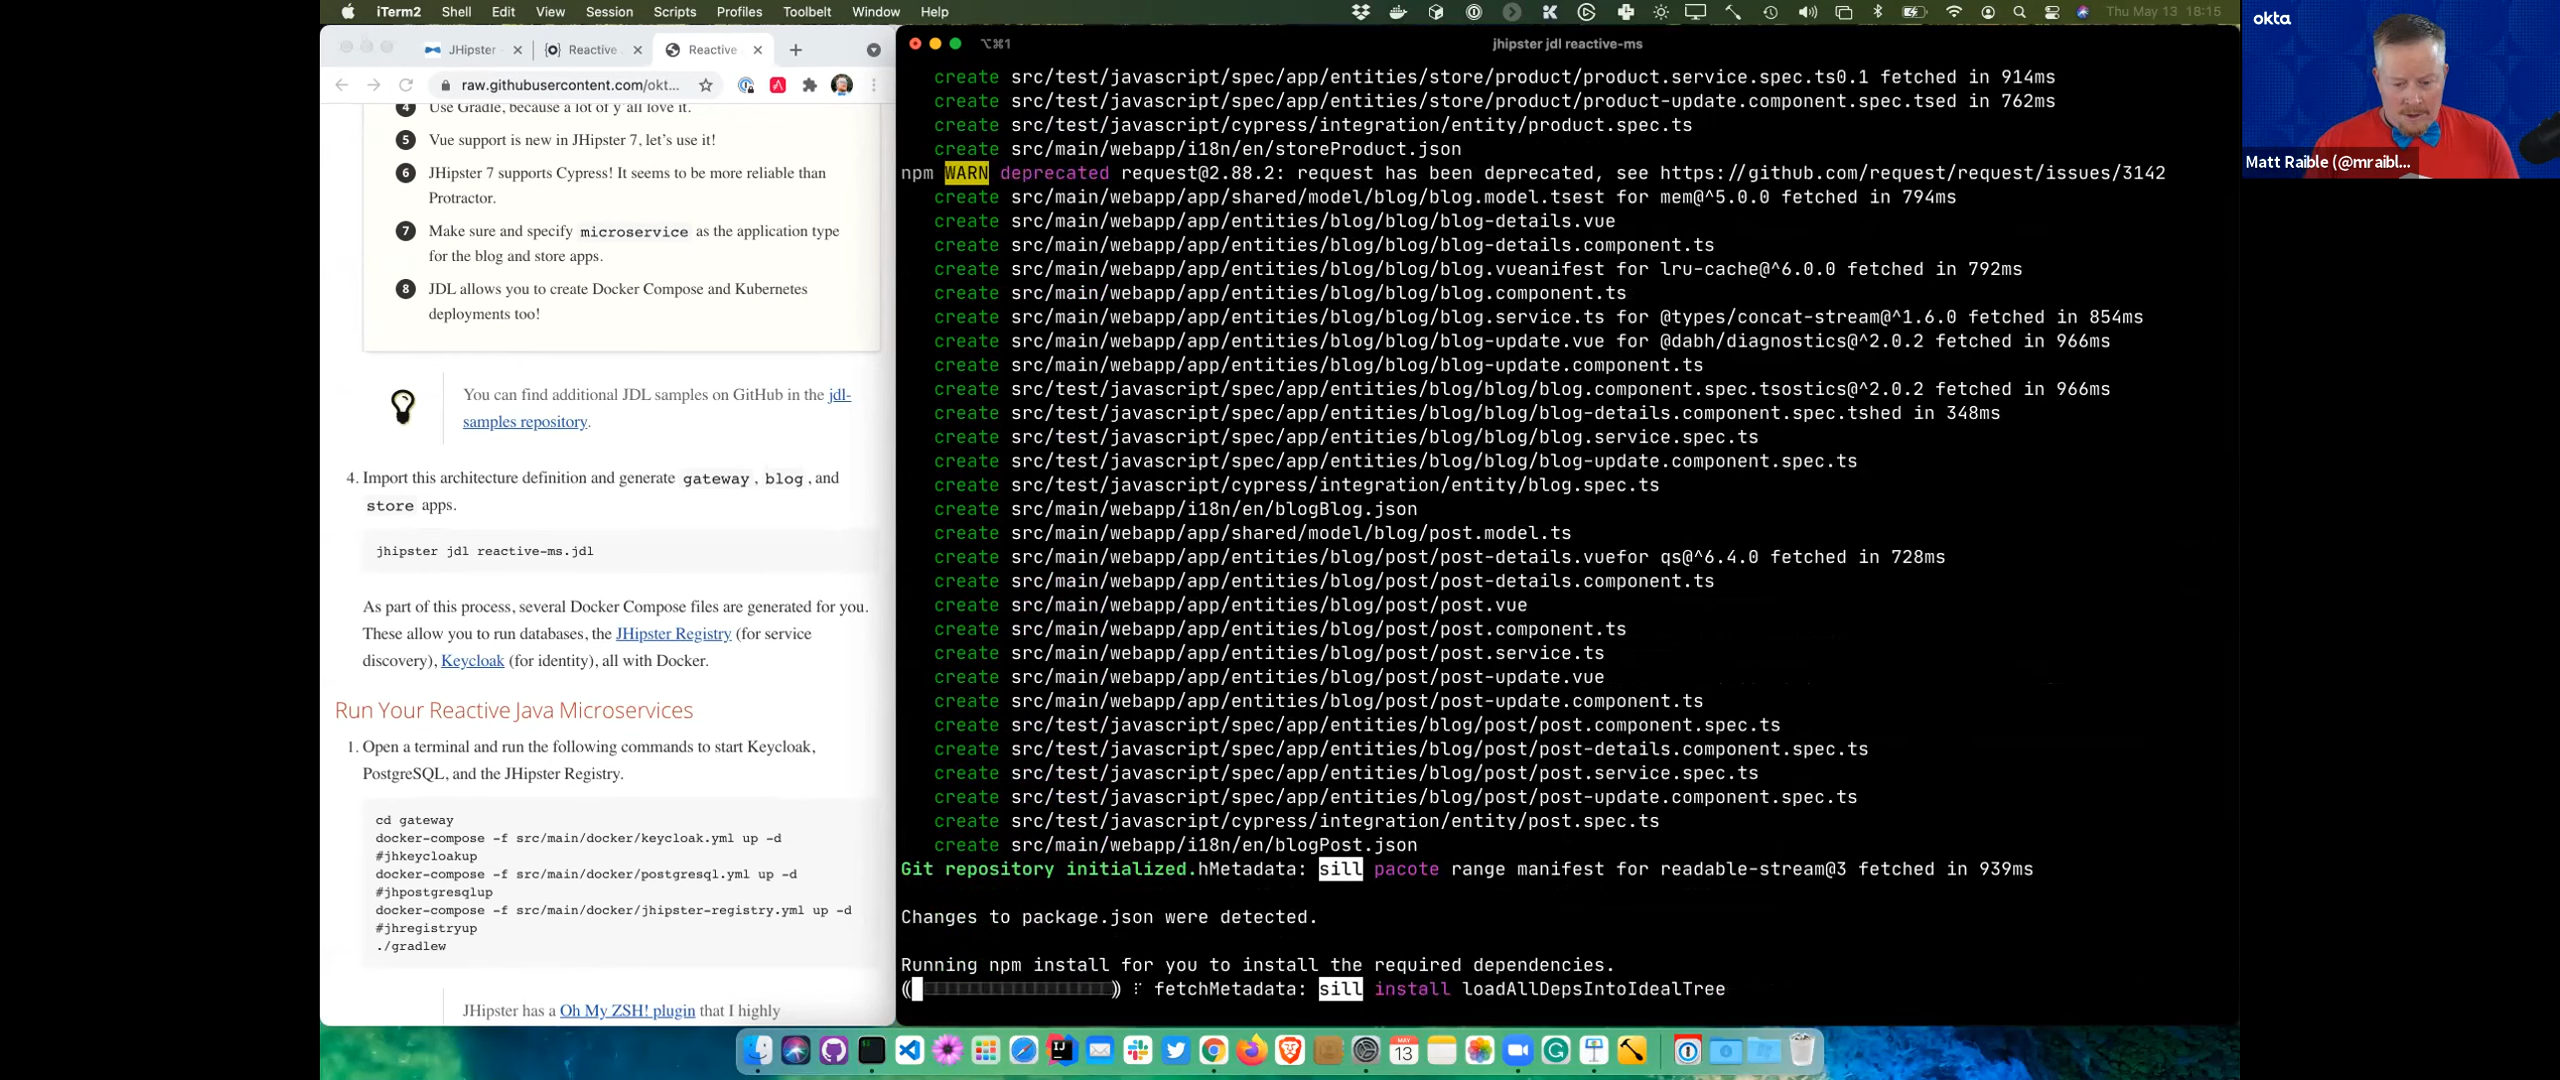 iTerm2 Shell Edit View Session Scripts Profiles Toolbelt Window Help
Thu May 13 18:15
JHipster
Reactive
Reactive
raw.githubusercontent.com/okt...
4 Use Gradle, because a lot of y'all love it.
5 Vue support is new in JHipster 7, let's use it!
6 JHipster 7 supports Cypress! It seems to be more reliable than
Protractor.
7 Make sure and specify microservice as the application type
for the blog and store apps.
8 JDL allows you to create Docker Compose and Kubernetes
deployments too!
You can find additional JDL samples on GitHub in the jdl-
samples repository.
4. Import this architecture definition and generate gateway, blog, and
store apps.
jhipster jdl reactive-ms.jdl
As part of this process, several Docker Compose files are generated for you.
These allow you to run databases, the JHipster Registry (for service
discovery), Keycloak (for identity), all with Docker.
Run Your Reactive Java Microservices
1. Open a terminal and run the following commands to start Keycloak,
PostgreSQL, and the JHipster Registry.
cd gateway
docker-compose -f src/main/docker/keycloak.yml up -d
#jhkeycloakup
docker-compose -f src/main/docker/postgresql.yml up -d
#jhpostgresqlup
docker-compose -f src/main/docker/jhipster-registry.yml up -d
#jhregistryup
./gradlew
JHipster has a Oh My ZSH! plugin that I highly
⌥⌘1
jhipster jdl reactive-ms
create src/test/javascript/spec/app/entities/store/product/product.service.spec.ts0.1 fetched in 914ms
create src/test/javascript/spec/app/entities/store/product/product-update.component.spec.tsed in 762ms
create src/test/javascript/cypress/integration/entity/product.spec.ts
create src/main/webapp/i18n/en/storeProduct.json
npm WARN deprecated request@2.88.2: request has been deprecated, see https://github.com/request/request/issues/3142
create src/main/webapp/app/shared/model/blog/blog.model.tsest for mem@^5.0.0 fetched in 794ms
create src/main/webapp/app/entities/blog/blog/blog-details.vue
create src/main/webapp/app/entities/blog/blog/blog-details.component.ts
create src/main/webapp/app/entities/blog/blog/blog.vueanifest for lru-cache@^6.0.0 fetched in 792ms
create src/main/webapp/app/entities/blog/blog/blog.component.ts
create src/main/webapp/app/entities/blog/blog/blog.service.ts for @types/concat-stream@^1.6.0 fetched in 854ms
create src/main/webapp/app/entities/blog/blog/blog-update.vue for @dabh/diagnostics@^2.0.2 fetched in 966ms
create src/main/webapp/app/entities/blog/blog/blog-update.component.ts
create src/test/javascript/spec/app/entities/blog/blog/blog.component.spec.tsostics@^2.0.2 fetched in 966ms
create src/test/javascript/spec/app/entities/blog/blog/blog-details.component.spec.tshed in 348ms
create src/test/javascript/spec/app/entities/blog/blog/blog.service.spec.ts
create src/test/javascript/spec/app/entities/blog/blog/blog-update.component.spec.ts
create src/test/javascript/cypress/integration/entity/blog.spec.ts
create src/main/webapp/i18n/en/blogBlog.json
create src/main/webapp/app/shared/model/blog/post.model.ts
create src/main/webapp/app/entities/blog/post/post-details.vuefor qs@^6.4.0 fetched in 728ms
create src/main/webapp/app/entities/blog/post/post-details.component.ts
create src/main/webapp/app/entities/blog/post/post.vue
create src/main/webapp/app/entities/blog/post/post.component.ts
create src/main/webapp/app/entities/blog/post/post.service.ts
create src/main/webapp/app/entities/blog/post/post-update.vue
create src/main/webapp/app/entities/blog/post/post-update.component.ts
create src/test/javascript/spec/app/entities/blog/post/post.component.spec.ts
create src/test/javascript/spec/app/entities/blog/post/post-details.component.spec.ts
create src/test/javascript/spec/app/entities/blog/post/post.service.spec.ts
create src/test/javascript/spec/app/entities/blog/post/post-update.component.spec.ts
create src/test/javascript/cypress/integration/entity/post.spec.ts
create src/main/webapp/i18n/en/blogPost.json
Git repository initialized.hMetadata: sill pacote range manifest for readable-stream@3 fetched in 939ms
Changes to package.json were detected.
Running npm install for you to install the required dependencies.
fetchMetadata: sill install loadAllDepsIntoIdealTree
okta
Matt Raible (@mraibl...
MAY
13